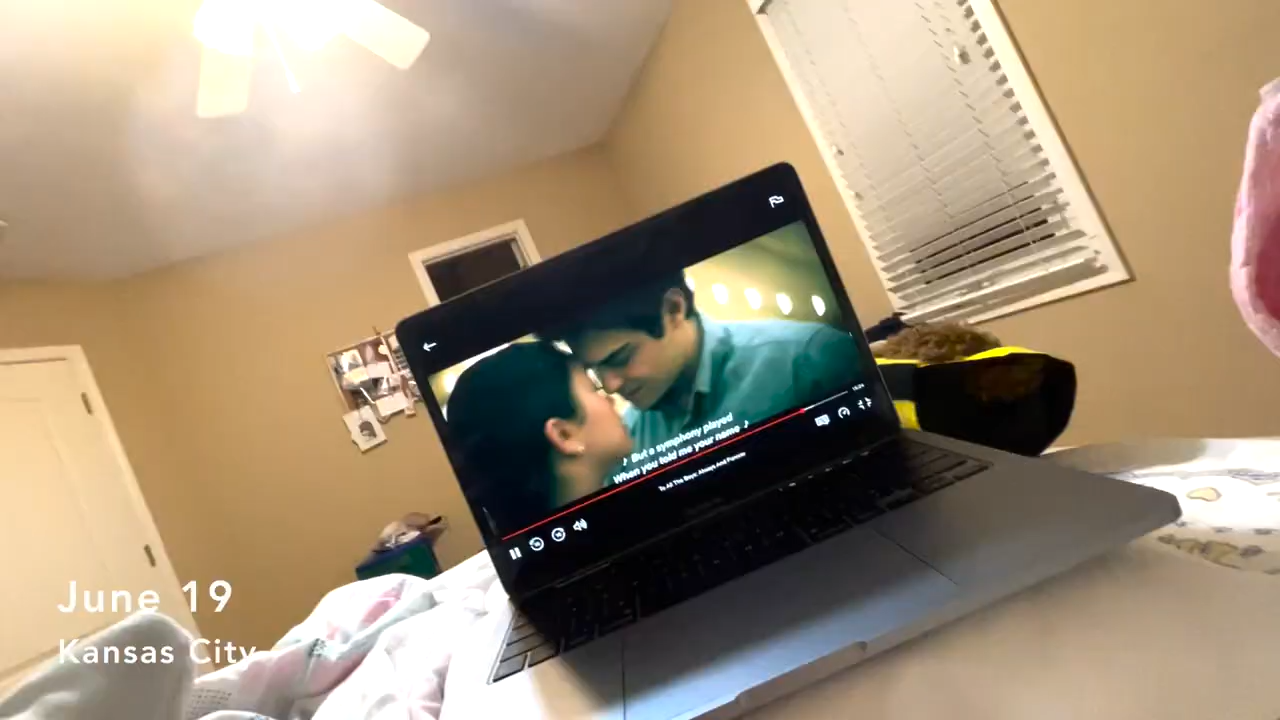 ♪ But a symphony played
When you told me your name ♪
To All The Boys: Always And Forever
June 19
Kansas City